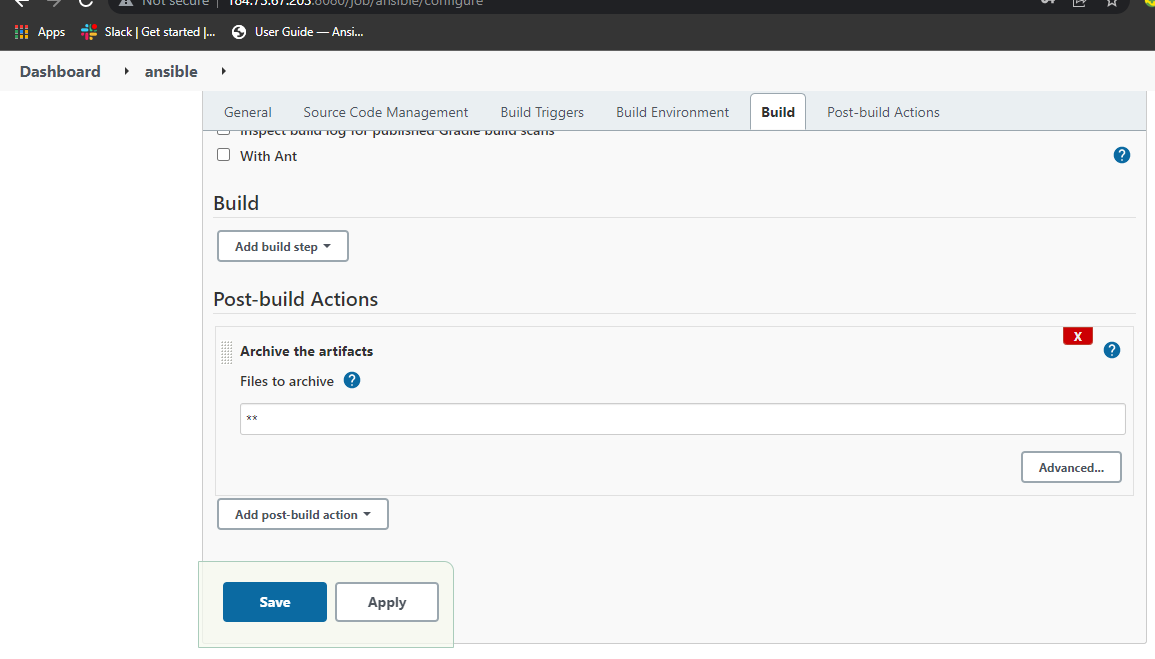 Not secure | 184.73.67.203:8080/job/ansible/configure
Apps Slack | Get started |... User Guide — Ansi...
Dashboard ansible
General Source Code Management Build Triggers Build Environment Build Post-build Actions
Inspect build log for published Gradle build scans
With Ant ?
Build
Add build step
Post-build Actions
X
Archive the artifacts ?
Files to archive ?
**
Advanced...
Add post-build action
Save Apply